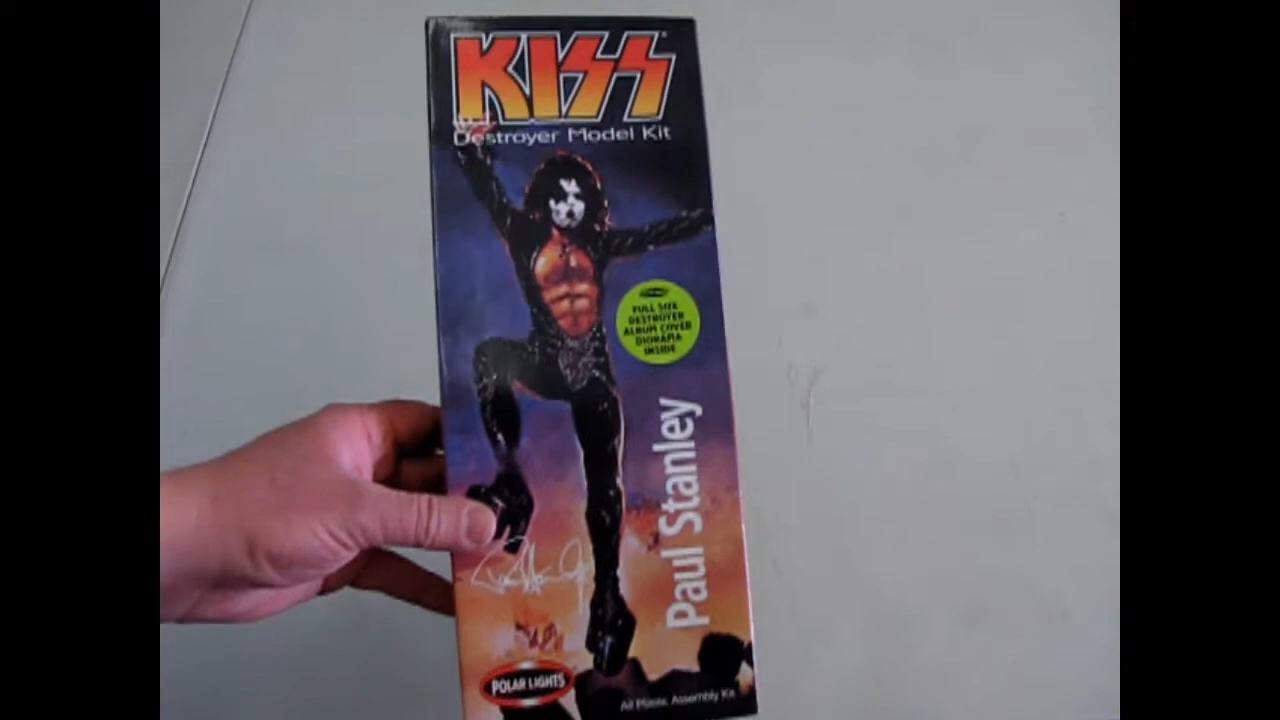 KISS
Destroyer Model Kit
FULL SIZE
DESTROYER
ALBUM COVER
DIORAMA
INSIDE
Paul Stanley
POLAR LIGHTS
All Plastic Assembly Kit